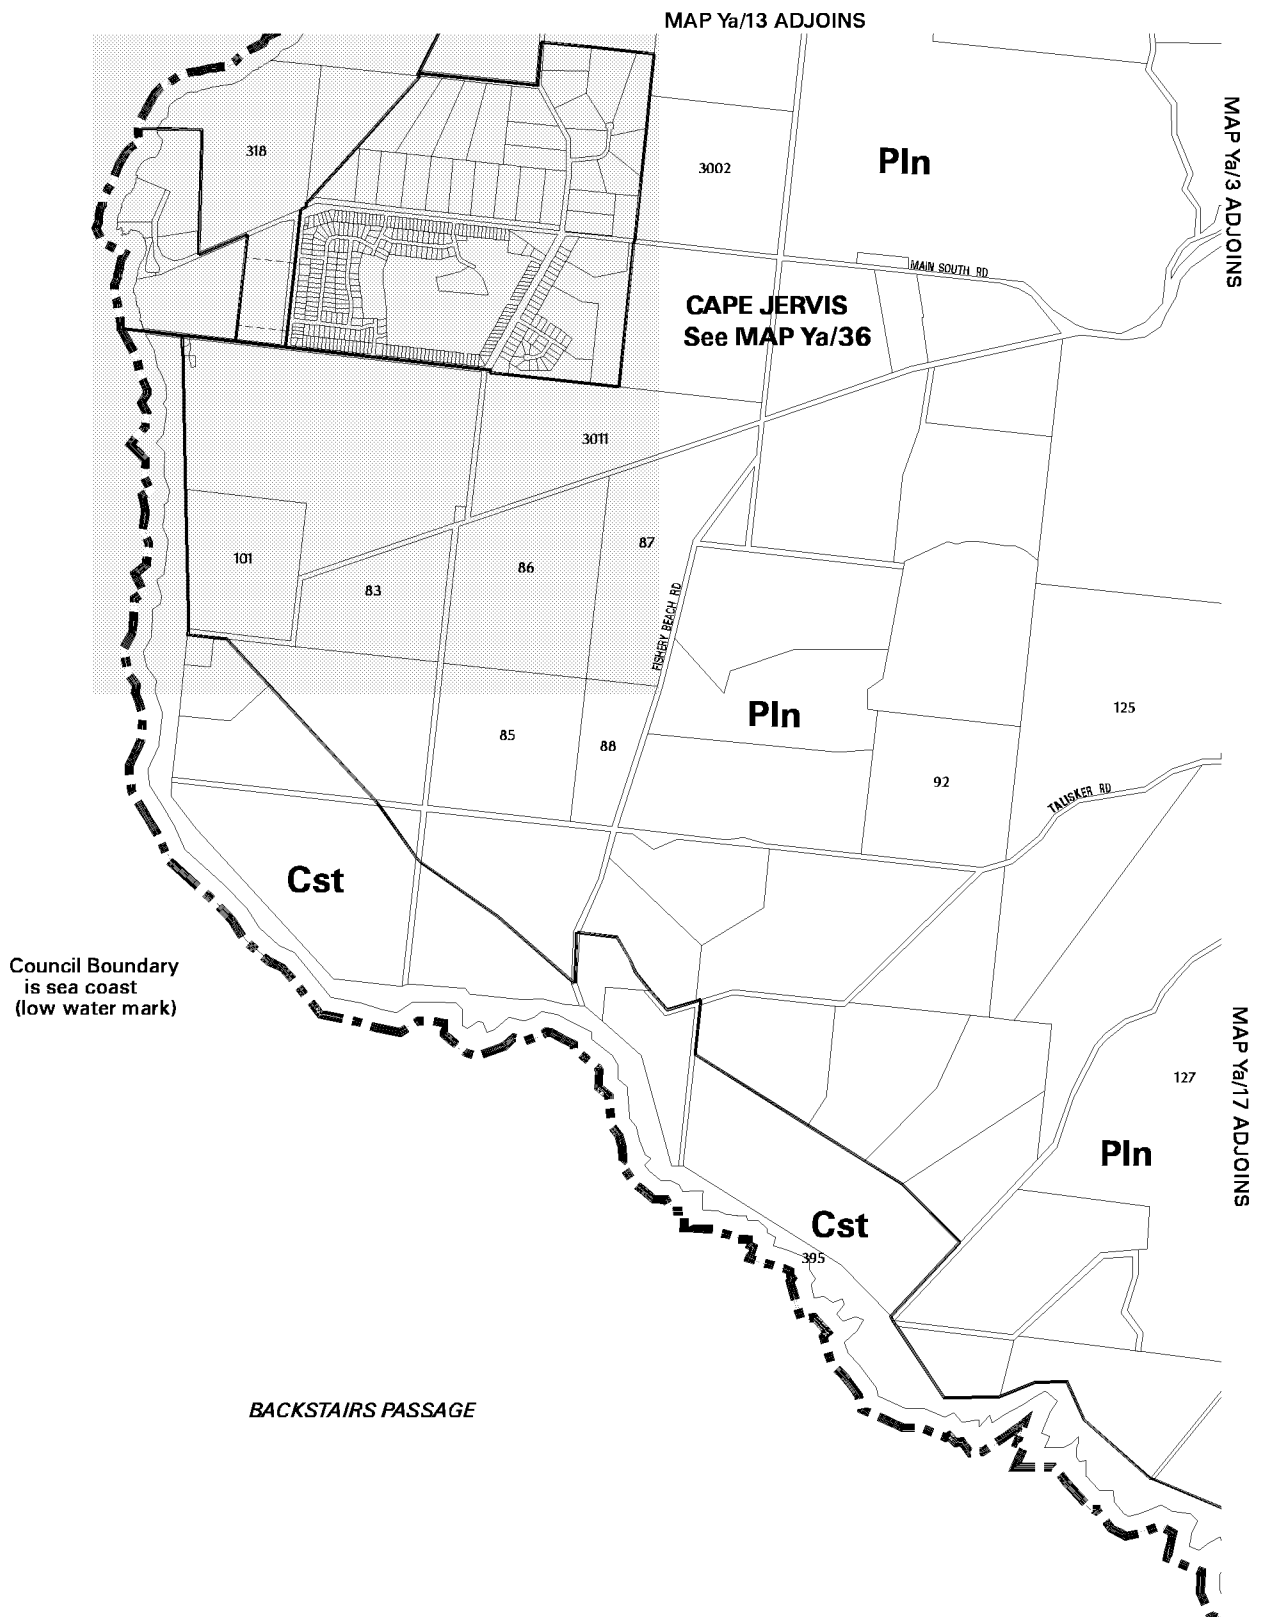 MAP Ya/13 ADJOINS
MAP Ya/3 ADJOINS
318
3002
Pln
MAIN SOUTH RD
CAPE JERVIS
See MAP Ya/36
3011
101
83
86
87
FISHERY BEACH RD
Pln
125
85
88
92
TALISKER RD
Cst
Council Boundary
is sea coast
(low water mark)
MAP Ya/17 ADJOINS
127
Pln
Cst
395
BACKSTAIRS PASSAGE